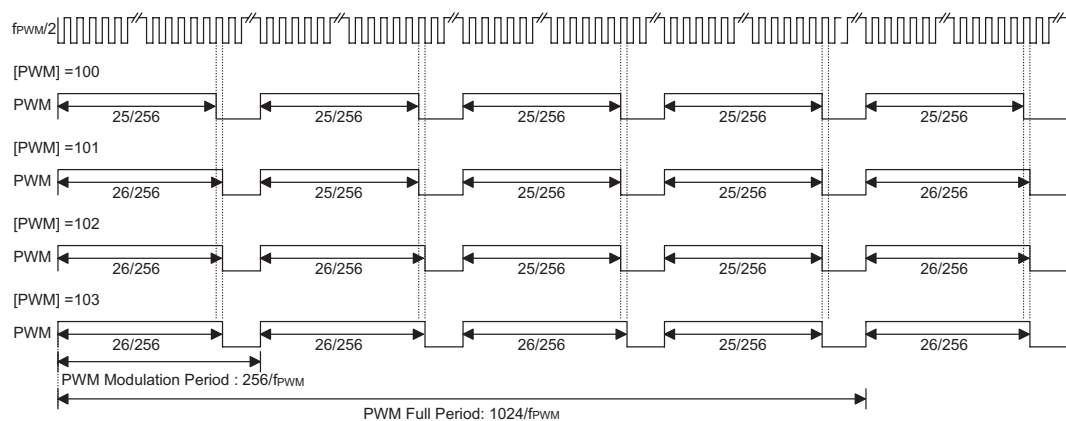 fPWM/2
[PWM] =100
PWM
25/256 25/256 25/256 25/256 25/256
[PWM] =101
PWM
26/256 25/256 25/256 25/256 26/256
[PWM] =102
PWM
26/256 26/256 25/256 25/256 26/256
[PWM] =103
PWM
26/256 26/256 26/256 25/256 26/256
PWM Modulation Period : 256/fPWM
PWM Full Period: 1024/fPWM